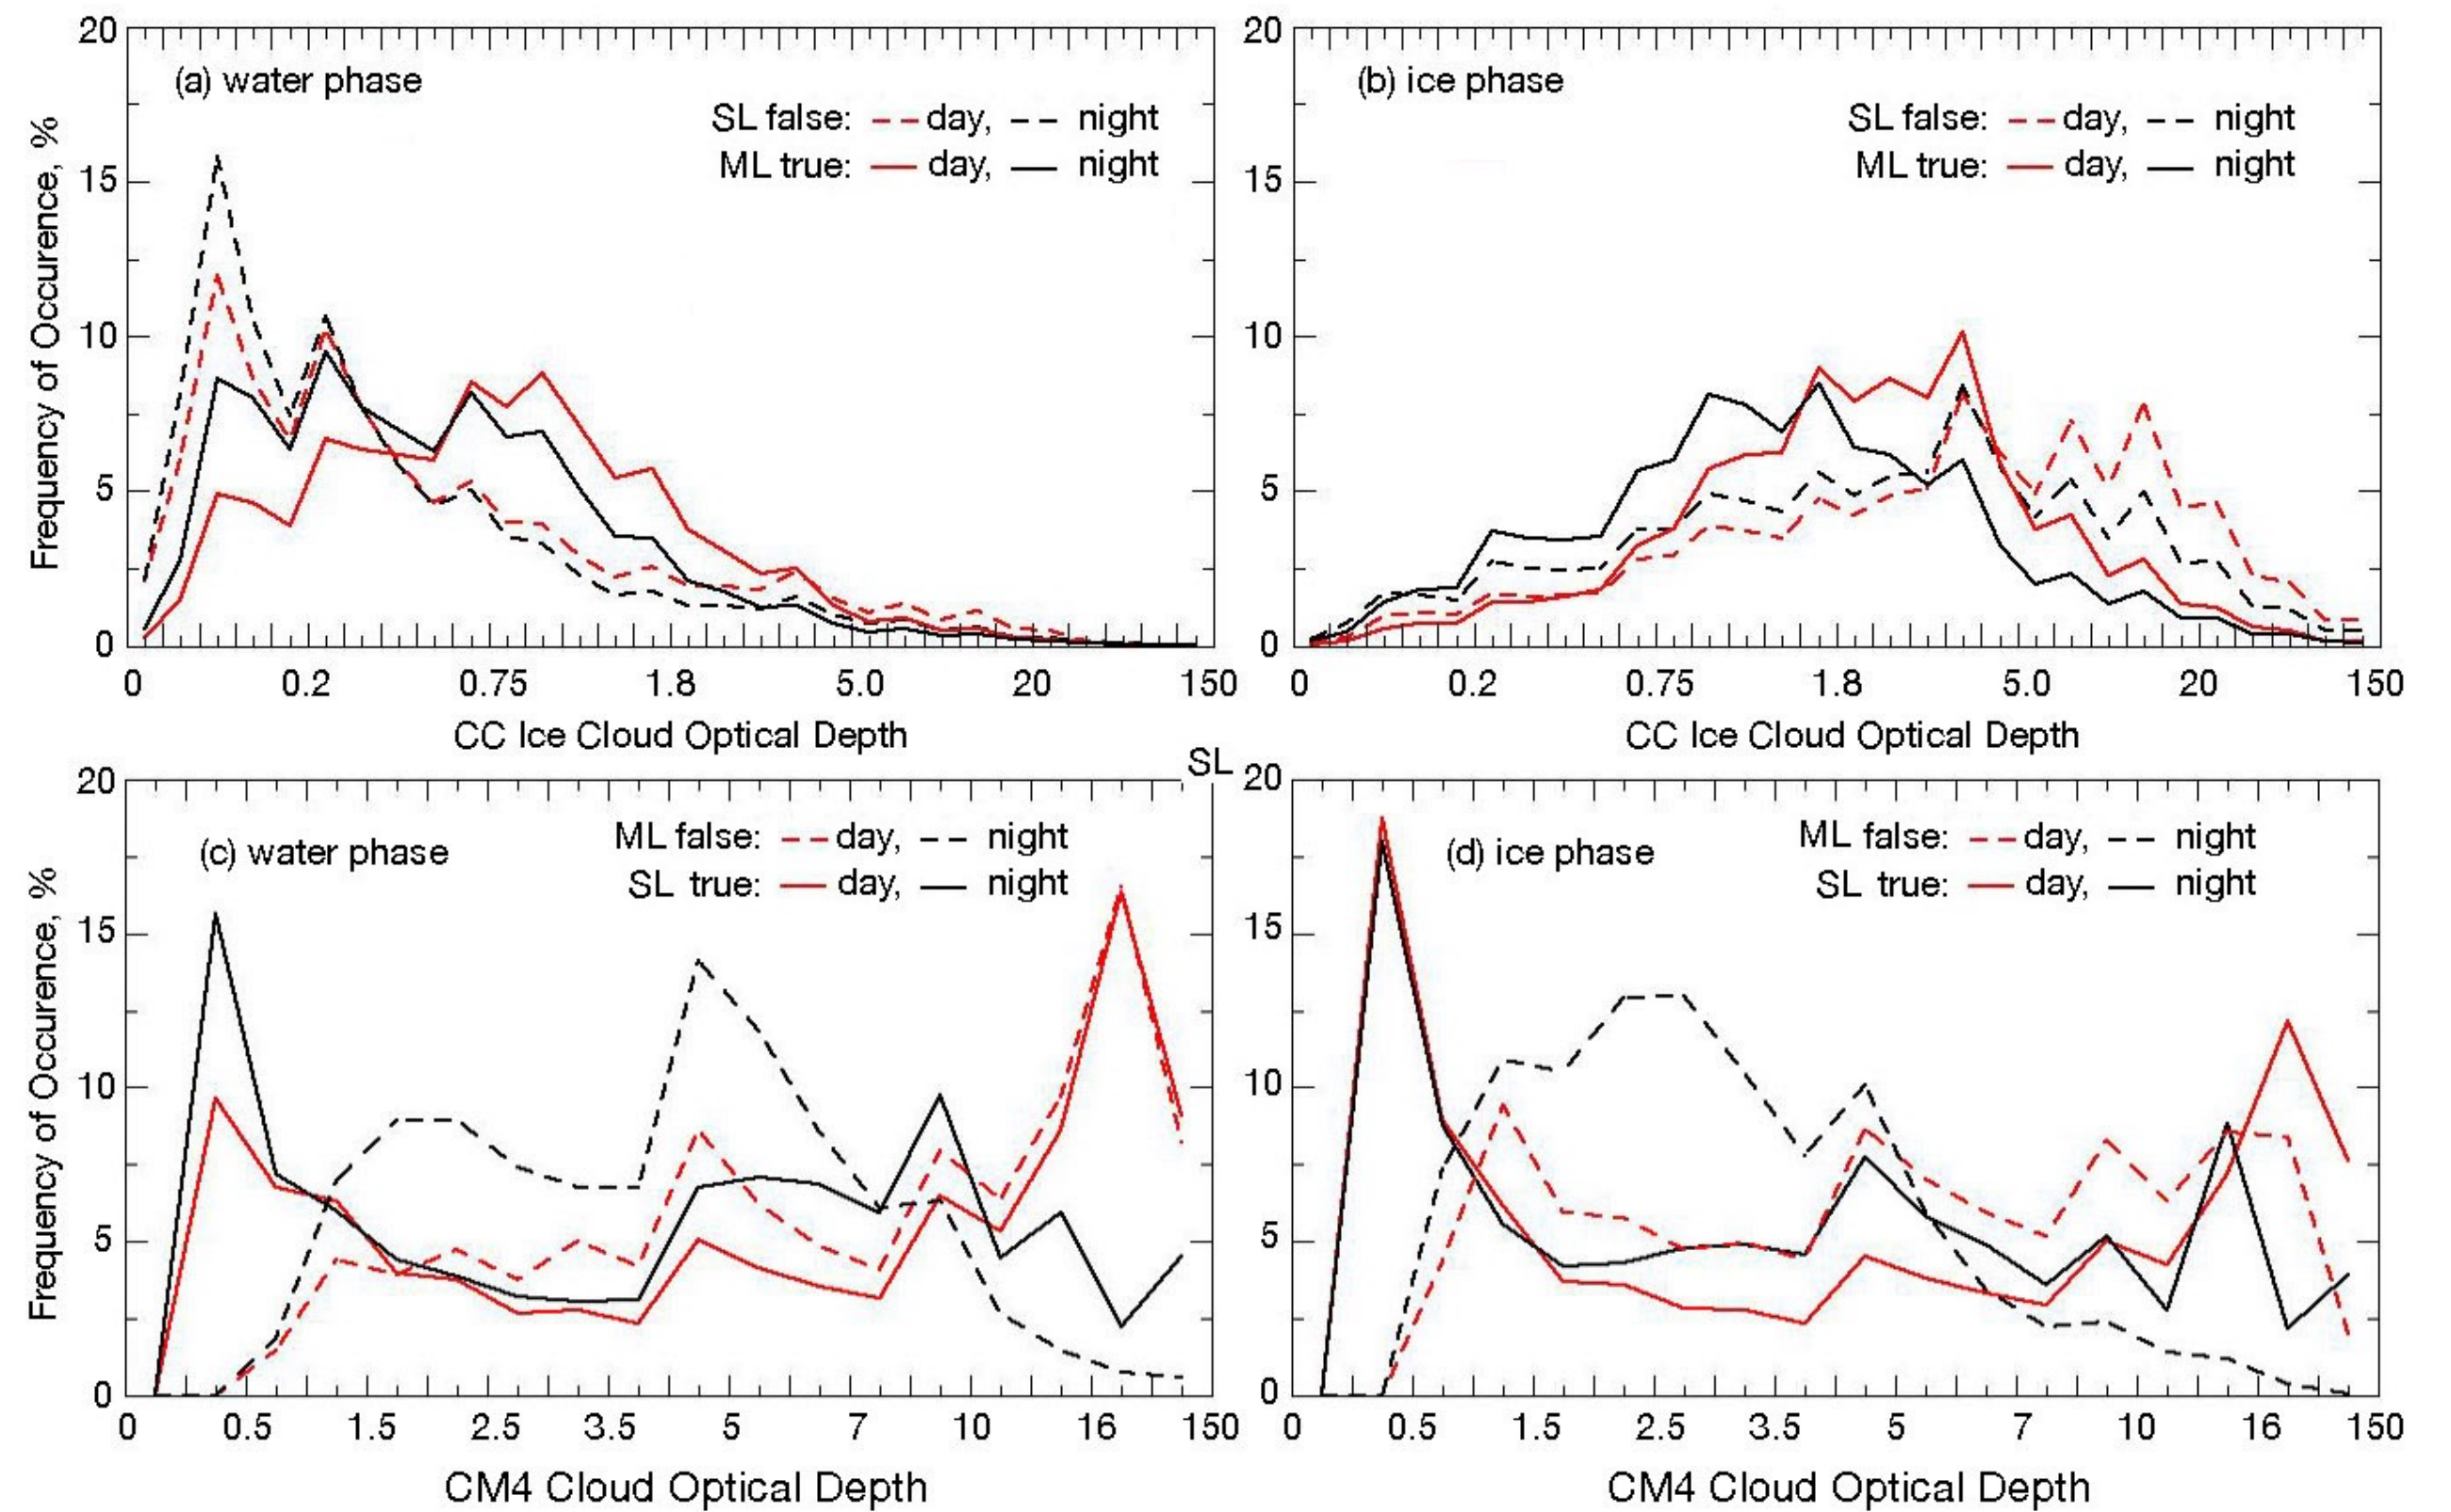 (a) water phase
SL false: day, night
ML true: day, night
20
15
10
5
0
Frequency of Occurence, %
0 0.2 0.75 1.8 5.0 20 150
CC Ice Cloud Optical Depth
(b) ice phase
SL false: day, night
ML true: day, night
20
15
10
5
0
0 0.2 0.75 1.8 5.0 20 150
CC Ice Cloud Optical Depth
SL
(c) water phase
ML false: day, night
SL true: day, night
20
15
10
5
0
Frequency of Occurence, %
0 0.5 1.5 2.5 3.5 5 7 10 16 150
CM4 Cloud Optical Depth
(d) ice phase
ML false: day, night
SL true: day, night
20
15
10
5
0
0 0.5 1.5 2.5 3.5 5 7 10 16 150
CM4 Cloud Optical Depth